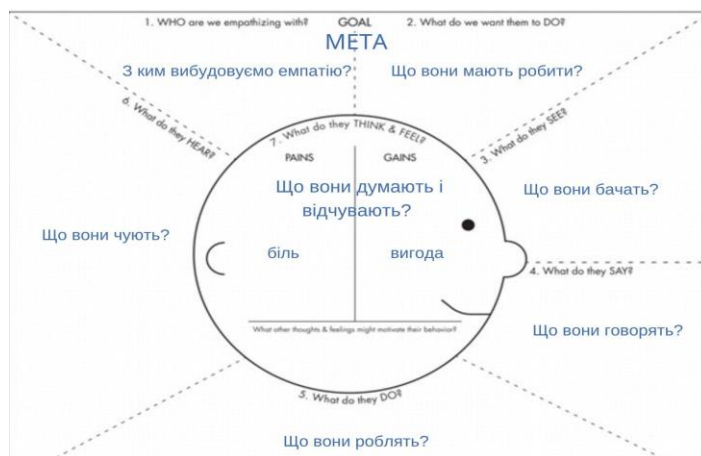 1. WHO are we empathizing with?
GOAL
2. What do we want them to DO?
МЕТА
З ким вибудовуємо емпатію?
Що вони мають робити?
6. What do they HEAR?
7. What do they THINK & FEEL?
3. What do they SEE?
PAINS
GAINS
Що вони думають і
відчувають?
Що вони бачать?
Що вони чують?
біль
вигода
4. What do they SAY?
What other thoughts & feelings might motivate their behavior?
Що вони говорять?
5. What do they DO?
Що вони роблять?